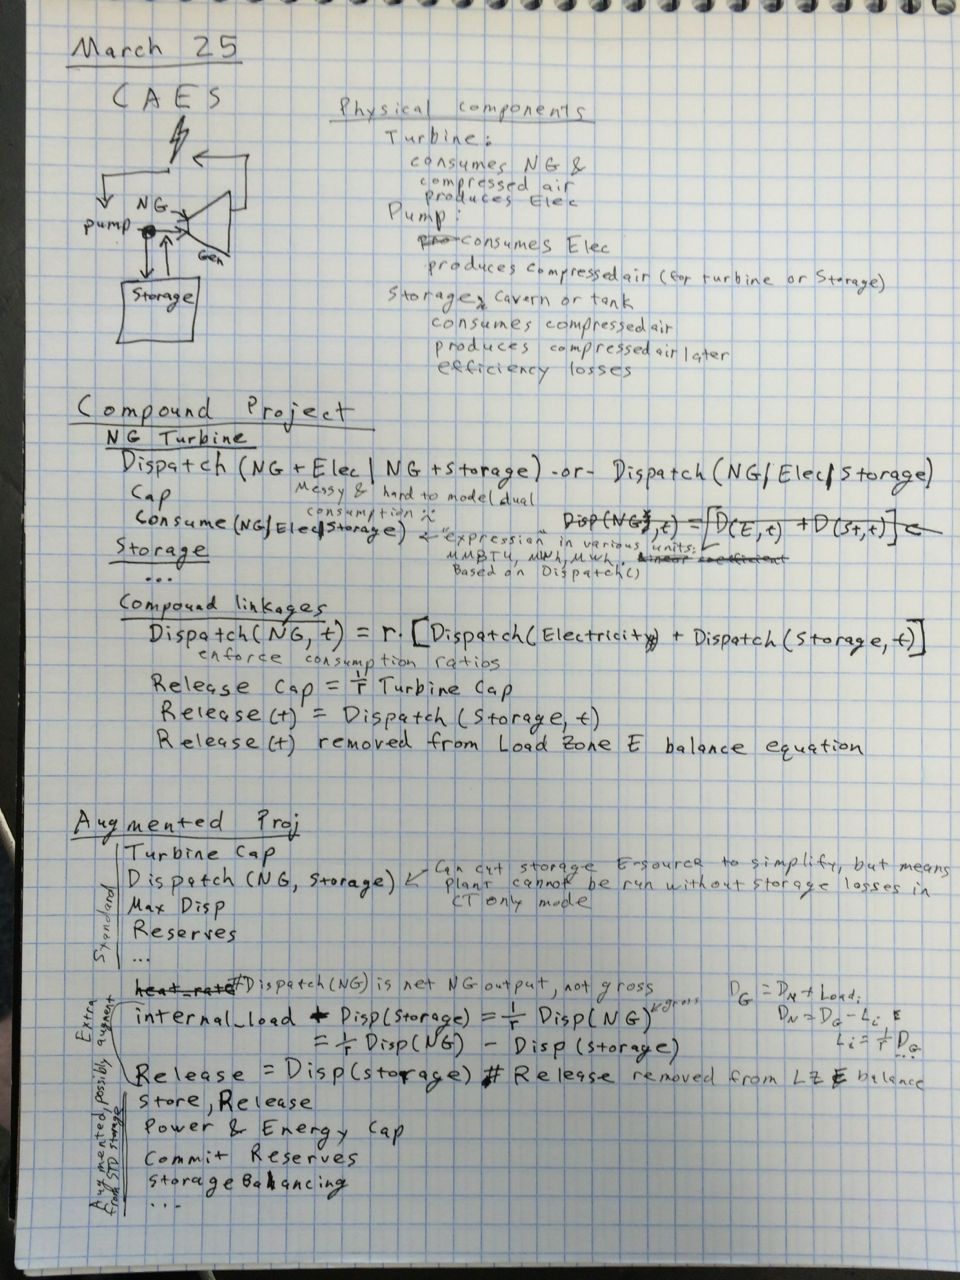 March 25
CAES
NG
pump
Gen
Storage
Physical components
Turbine:
consumes NG &
compressed air
produces Elec
Pump:
pro consumes Elec
produces compressed air (for turbine or storage)
Storage: cavern or tank
consumes compressed air
produces compressed air later
efficiency losses
Compound Project
NG Turbine
Dispatch (NG + Elec | NG + Storage) -or- Dispatch (NG/Elec/Storage)
Cap
Messy & hard to model dual
consumption :(
Consume (NG/Elec/Storage) ← "expression" in various units:
MMBTU, MWh, MWh, linear coefficient
Based on Dispatch()
Disp(NG, t) = [D(E,t) + D(St,t)] ←
Storage
...
Compound linkages
Dispatch(NG, t) = r · [Dispatch(Electricity) + Dispatch(Storage, t)]
enforce consumption ratios
Release Cap = 1/r Turbine Cap
Release (t) = Dispatch (Storage, t)
Release (t) removed from Load Zone E balance equation
Augmented Proj
Standard
Turbine Cap
Dispatch (NG, Storage) ← Can cut storage E-source to simplify, but means
plant cannot be run without storage losses in
CT only mode
Max Disp
Reserves
...
Extra augment
heat_rate #Dispatch(NG) is net NG output, not gross
internal_load + Disp(storage) = 1/r Disp(NG) ← gross
= 1/r Disp(NG) - Disp (storage)
Release = Disp(storage) # Release removed from LZ E balance
D_G = D_N + Load_i
D_N = D_G - L_i
L_i = 1/r D_G
...
Augmented, possibly from STD storage
Store, Release
Power & Energy Cap
Commit Reserves
Storage Balancing
...